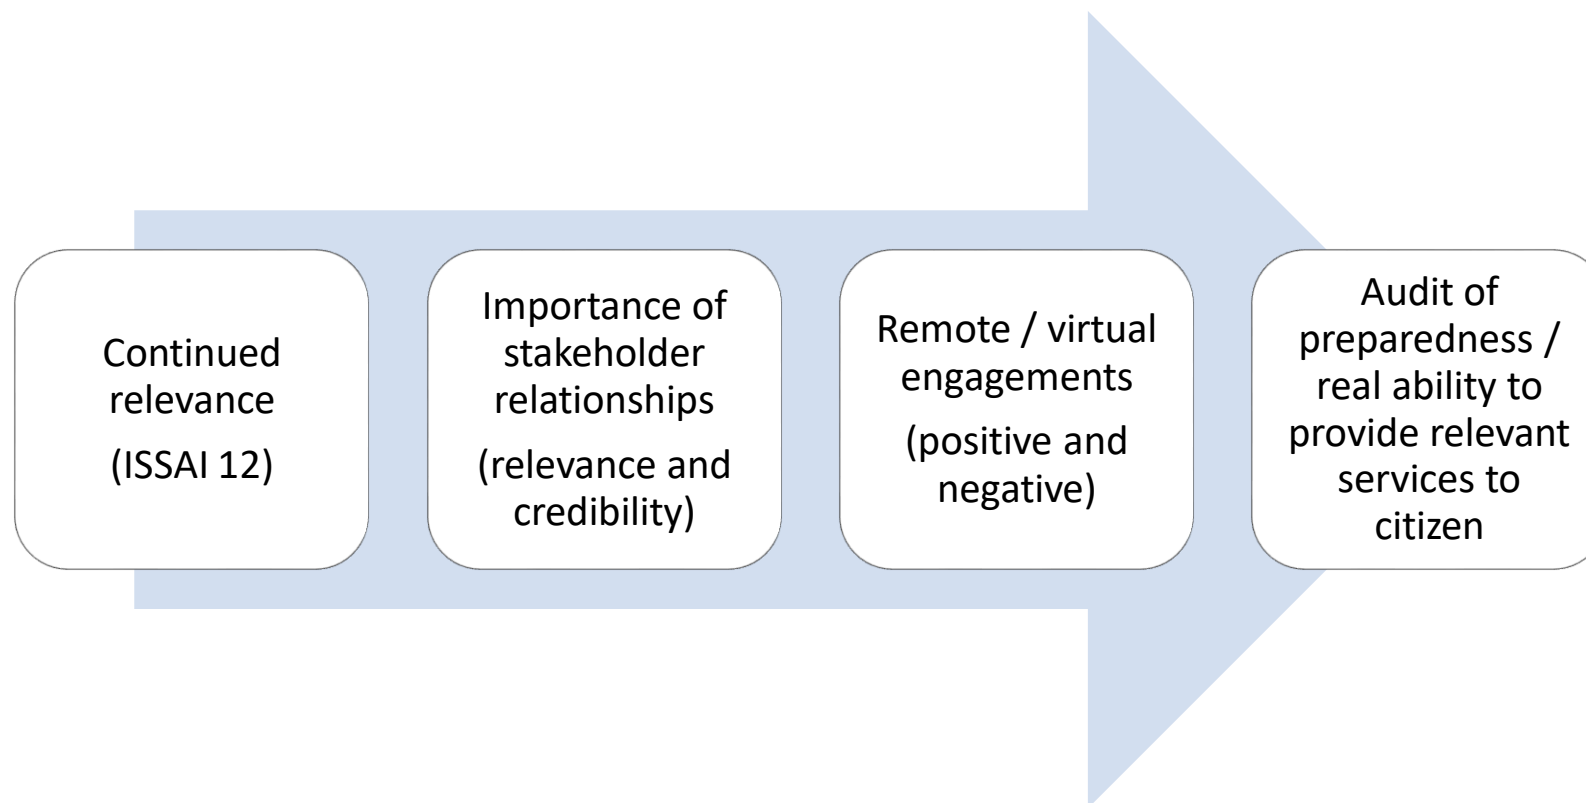 Continued
relevance
(ISSAI 12)
Importance of
stakeholder
relationships
(relevance and
credibility)
Remote / virtual
engagements
(positive and
negative)
Audit of
preparedness /
real ability to
provide relevant
services to
citizen